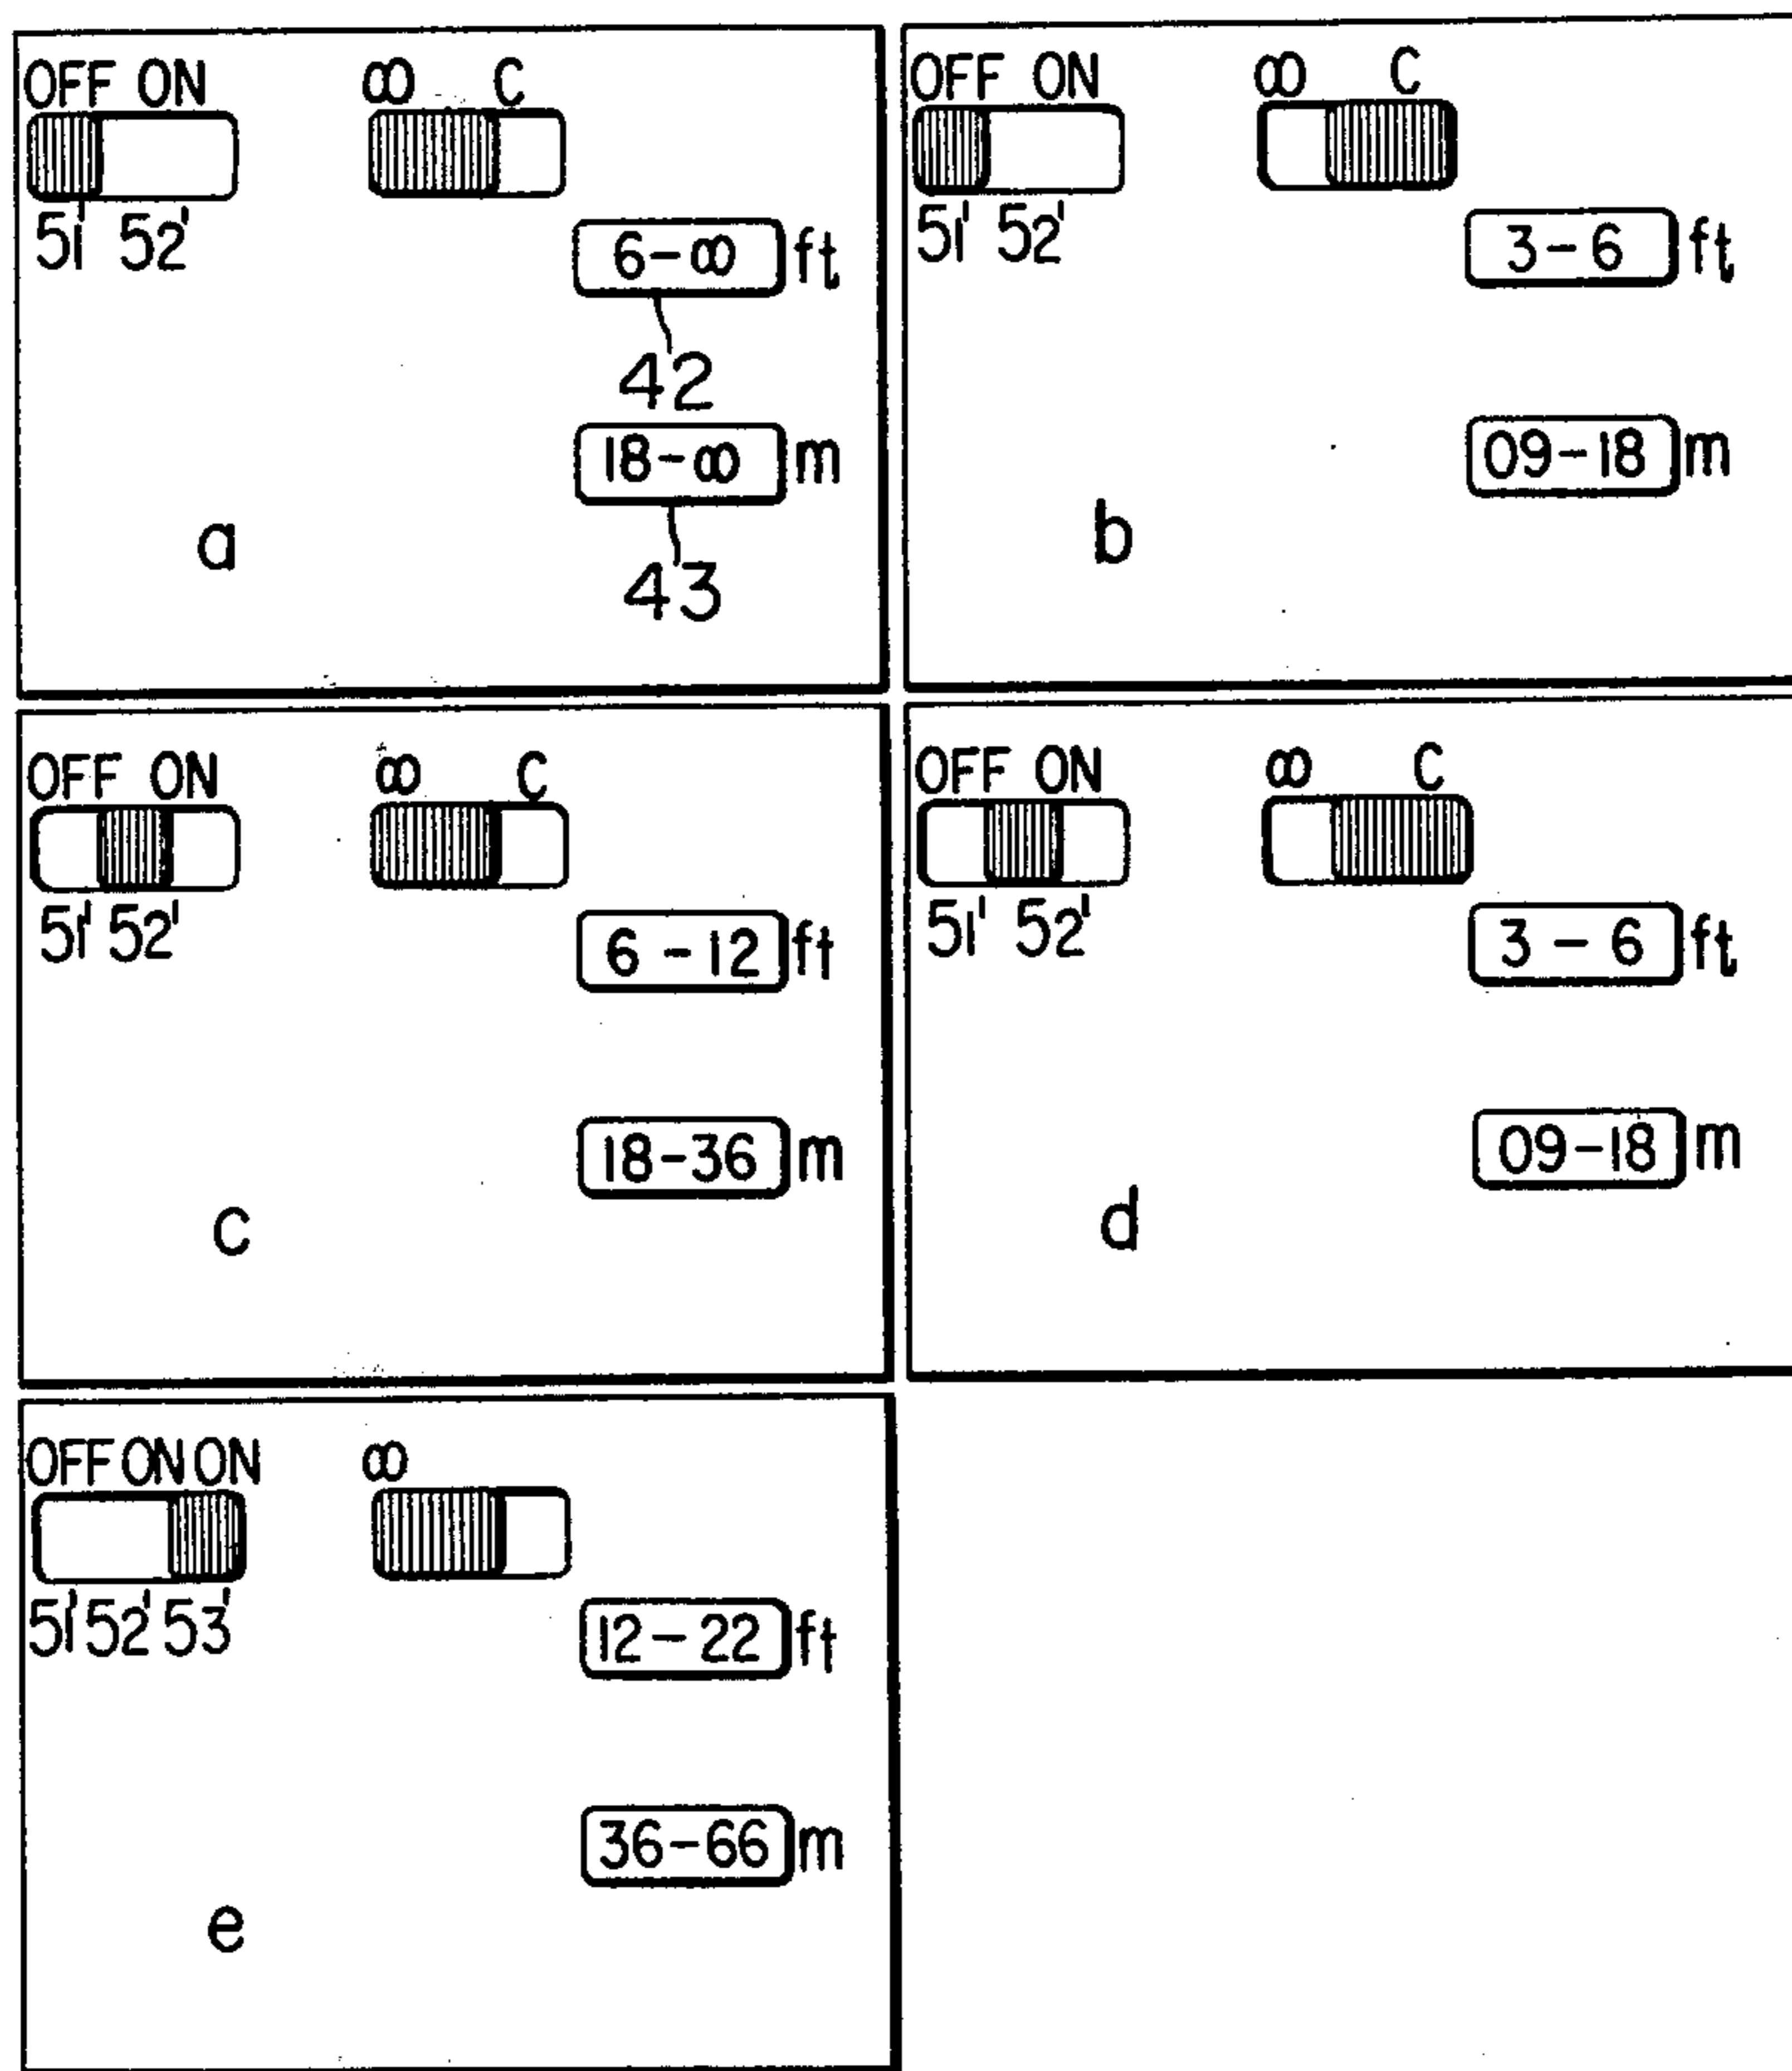 OFF ON ∞ C
51' 52'
6-∞ ft
42
18-∞ m
43
a
OFF ON ∞ C
51' 52'
3-6 ft
09-18 m
b
OFF ON ∞ C
51' 52'
6-12 ft
18-36 m
c
OFF ON ∞ C
51' 52'
3-6 ft
09-18 m
d
OFF ON ON ∞
51' 52' 53'
12-22 ft
36-66 m
e